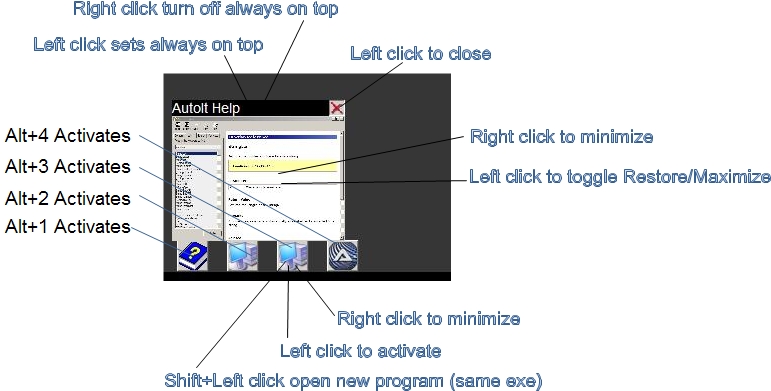 Right click turn off always on top
Left click sets always on top
Left click to close
AutoIt Help
Alt+4 Activates
Right click to minimize
Alt+3 Activates
Left click to toggle Restore/Maximize
Alt+2 Activates
Alt+1 Activates
Right click to minimize
Left click to activate
Shift+Left click open new program (same exe)